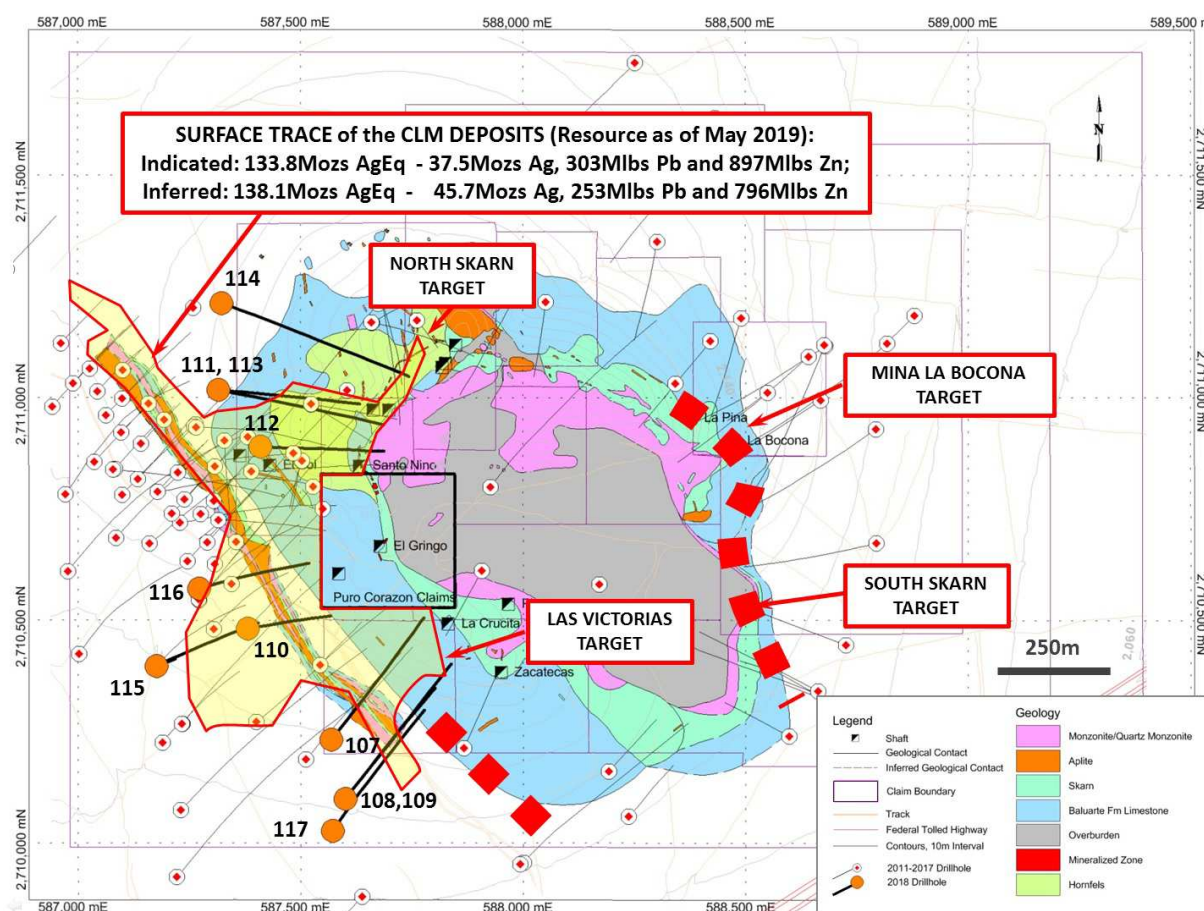 587,000 mE
587,500 mE
588,000 mE
588,500 mE
589,000 mE
589,500 mE
N
SURFACE TRACE of the CLM DEPOSITS (Resource as of May 2019):
Indicated: 133.8Mozs AgEq - 37.5Mozs Ag, 303Mlbs Pb and 897Mlbs Zn;
Inferred: 138.1Mozs AgEq - 45.7Mozs Ag, 253Mlbs Pb and 796Mlbs Zn
2,711,500 mN
2,711,500 mN
NORTH SKARN
TARGET
114
111, 113
112
2,711,000 mN
2,711,000 mN
MINA LA BOCONA
TARGET
La Pina
La Bocona
Santo Nino
El Gringo
Puro Corazon Claims
116
SOUTH SKARN
TARGET
2,710,500 mN
2,710,500 mN
LAS VICTORIAS
TARGET
La Crucita
110
115
Zacatecas
250m
2,060
107
108,109
117
2,710,000 mN
Legend
Shaft
Geological Contact
Inferred Geological Contact
Claim Boundary
Track
Federal Tolled Highway
Contours, 10m Interval
2011-2017 Drillhole
2018 Drillhole
Geology
Monzonite/Quartz Monzonite
Aplite
Skarn
Baluarte Fm Limestone
Overburden
Mineralized Zone
Hornfels
587,000 mE
587,500 mE
588,000 mE
588,500 mE